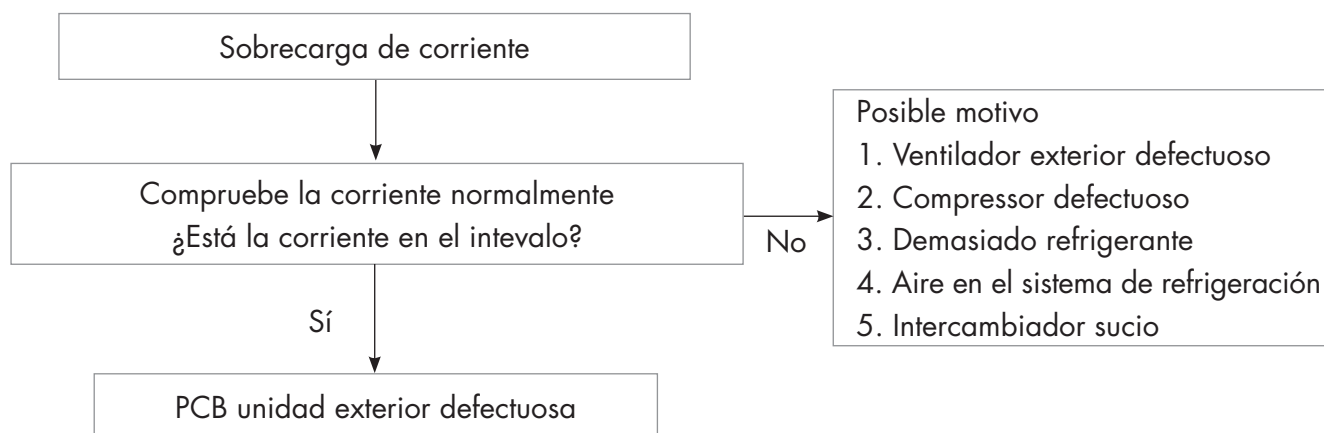 Sobrecarga de corriente
Compruebe la corriente normalmente
¿Está la corriente en el intevalo?
No
Posible motivo
1. Ventilador exterior defectuoso
2. Compressor defectuoso
3. Demasiado refrigerante
4. Aire en el sistema de refrigeración
5. Intercambiador sucio
Sí
PCB unidad exterior defectuosa